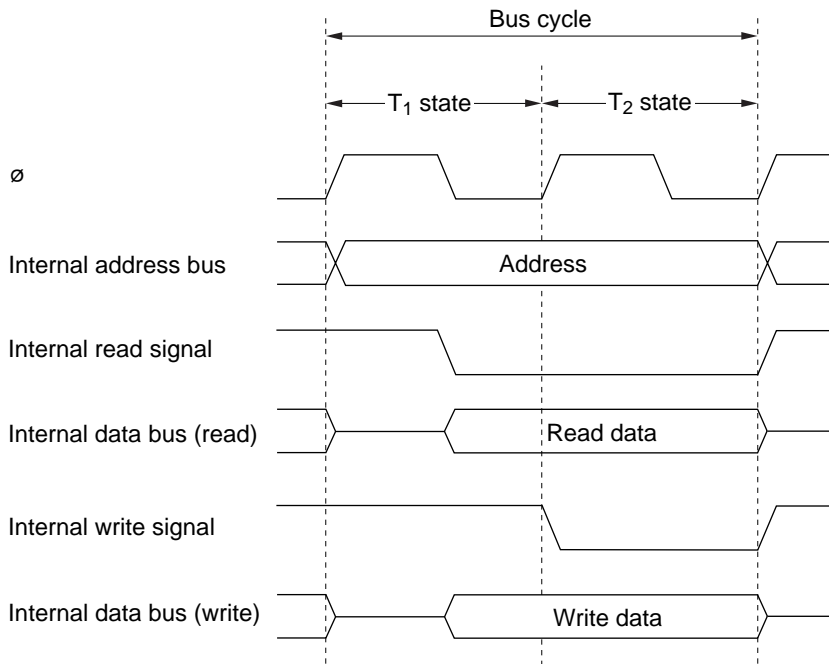 Bus cycle
T₁ state
T₂ state
ø
Internal address bus
Address
Internal read signal
Internal data bus (read)
Read data
Internal write signal
Internal data bus (write)
Write data